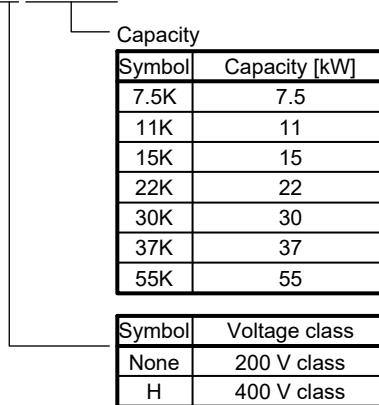 Capacity
Symbol Capacity [kW]
7.5K 7.5
11K 11
15K 15
22K 22
30K 30
37K 37
55K 55
Symbol Voltage class
None 200 V class
H 400 V class